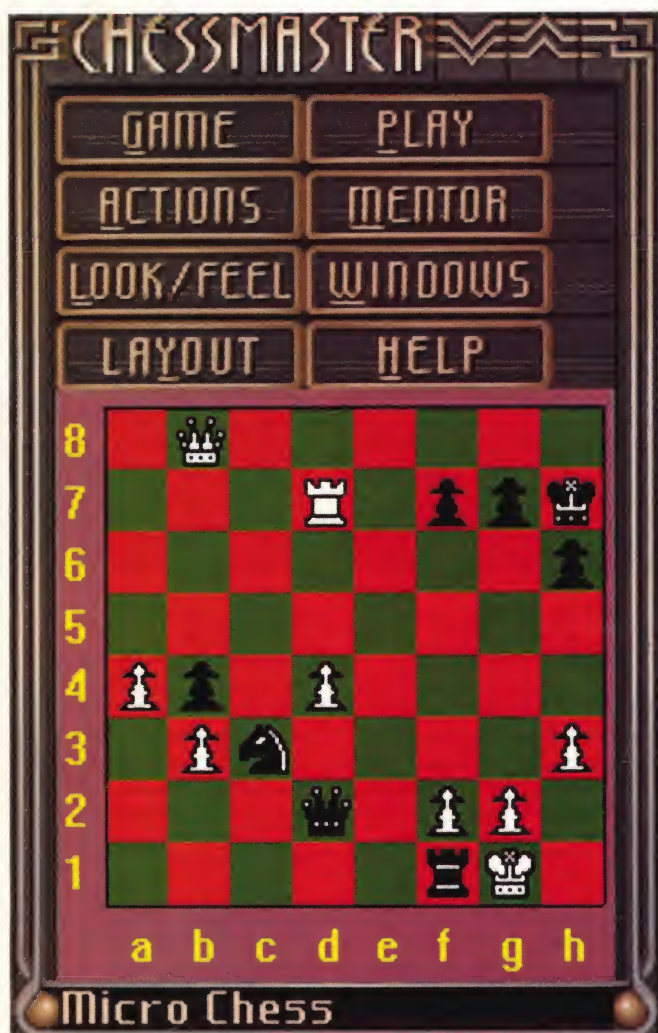 CHESSMASTER
GAME PLAY
ACTIONS MENTOR
LOOK/FEEL WINDOWS
LAYOUT HELP
8
7
6
5
4
3
2
1
a b c d e f g h
Micro Chess